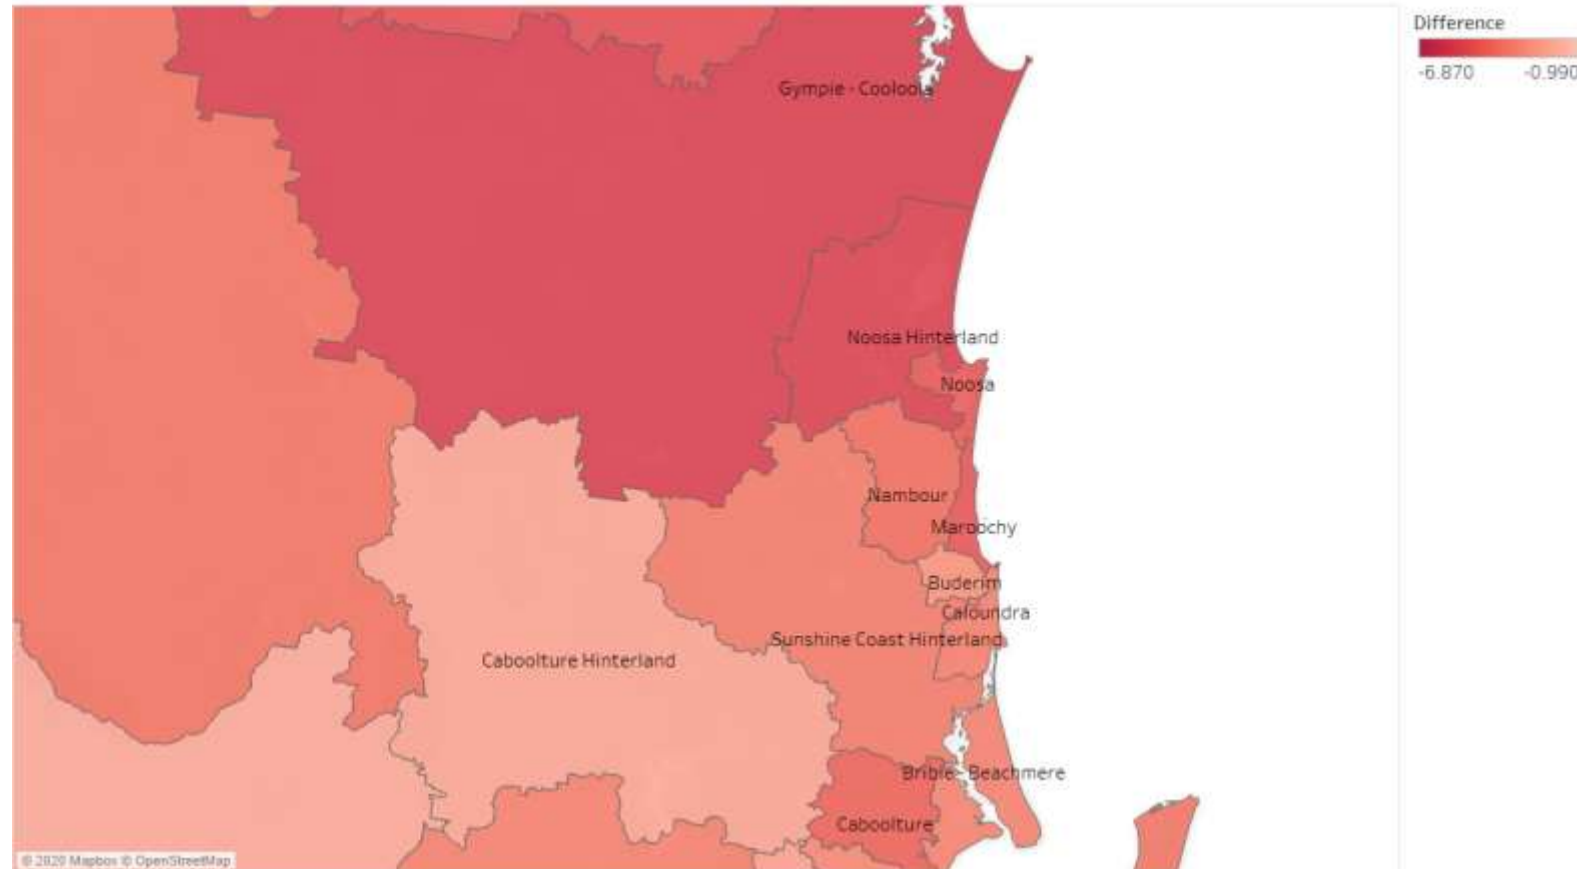 Difference
-6.870 -0.990
Gympie - Cooloola
Noosa Hinterland
Noosa
Nambour
Maroochy
Buderim
Caloundra
Sunshine Coast Hinterland
Caboolture Hinterland
Bribie - Beachmere
Caboolture
© 2020 Mapbox © OpenStreetMap